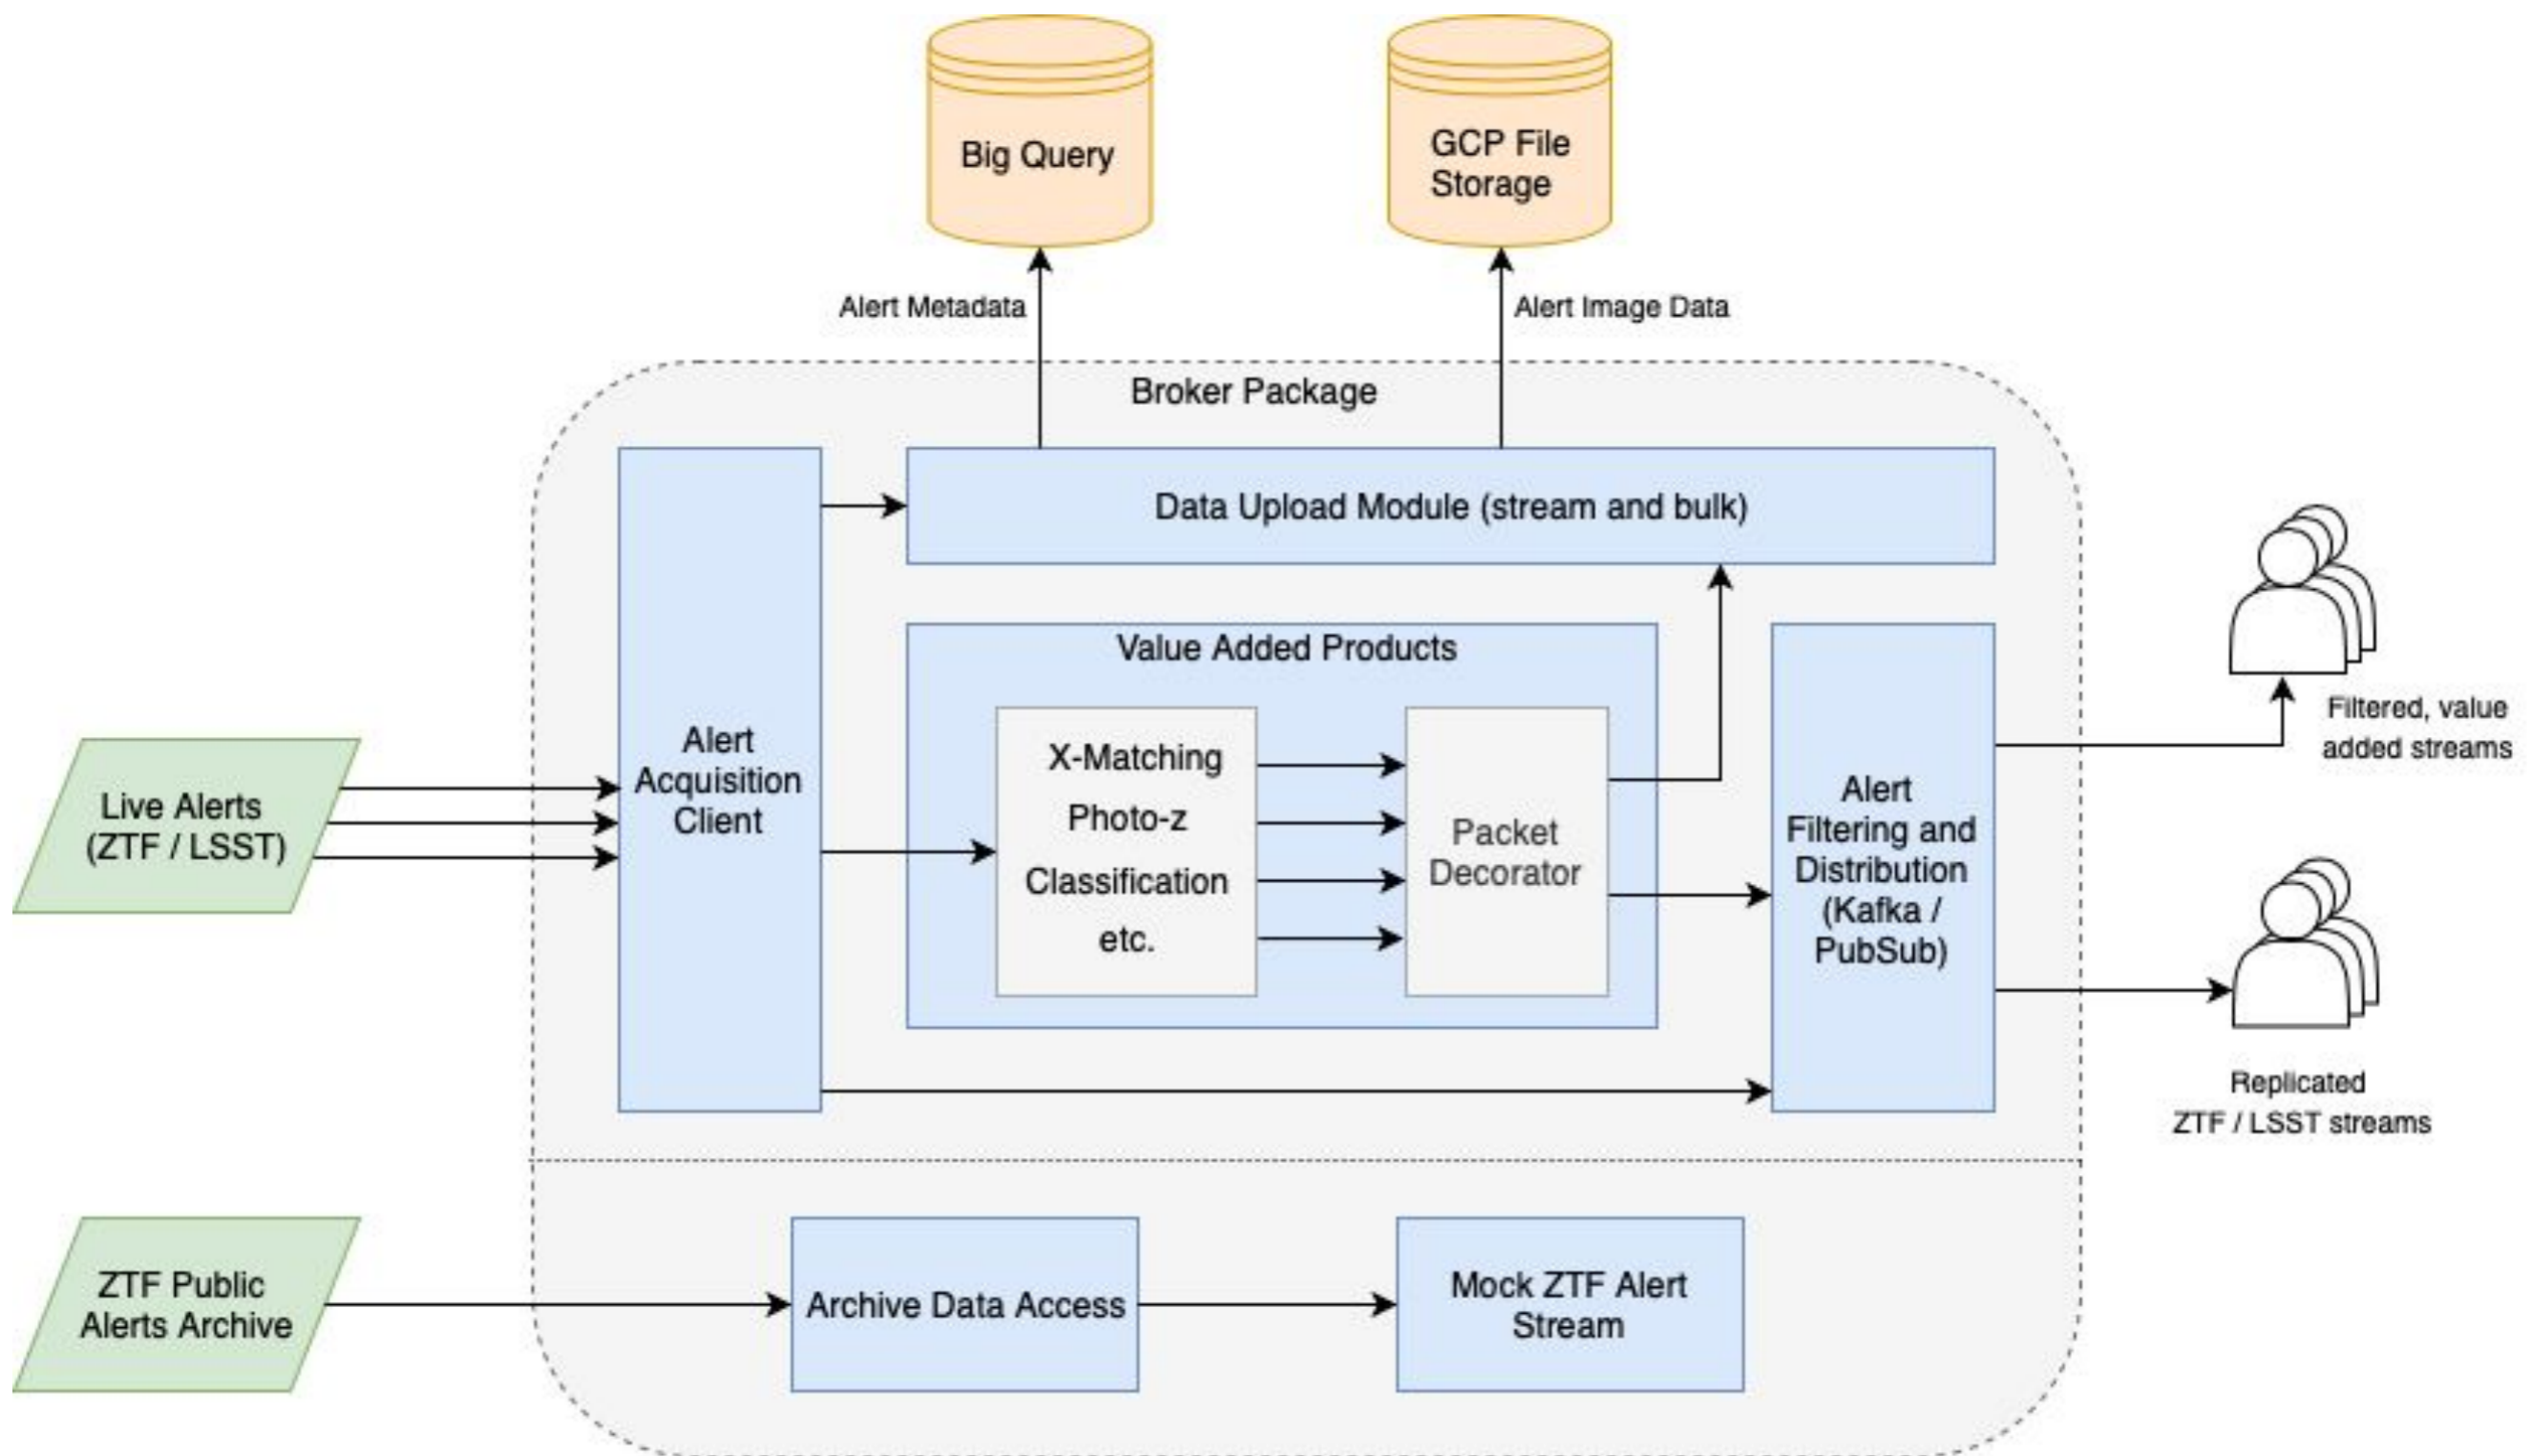 Big Query
GCP File
Storage
Alert Metadata
Alert Image Data
Broker Package
Data Upload Module (stream and bulk)
Value Added Products
Alert
Acquisition
Client
X-Matching
Photo-z
Classification
etc.
Packet
Decorator
Alert
Filtering and
Distribution
(Kafka /
PubSub)
Live Alerts
(ZTF / LSST)
Filtered, value
added streams
Replicated
ZTF / LSST streams
ZTF Public
Alerts Archive
Archive Data Access
Mock ZTF Alert
Stream